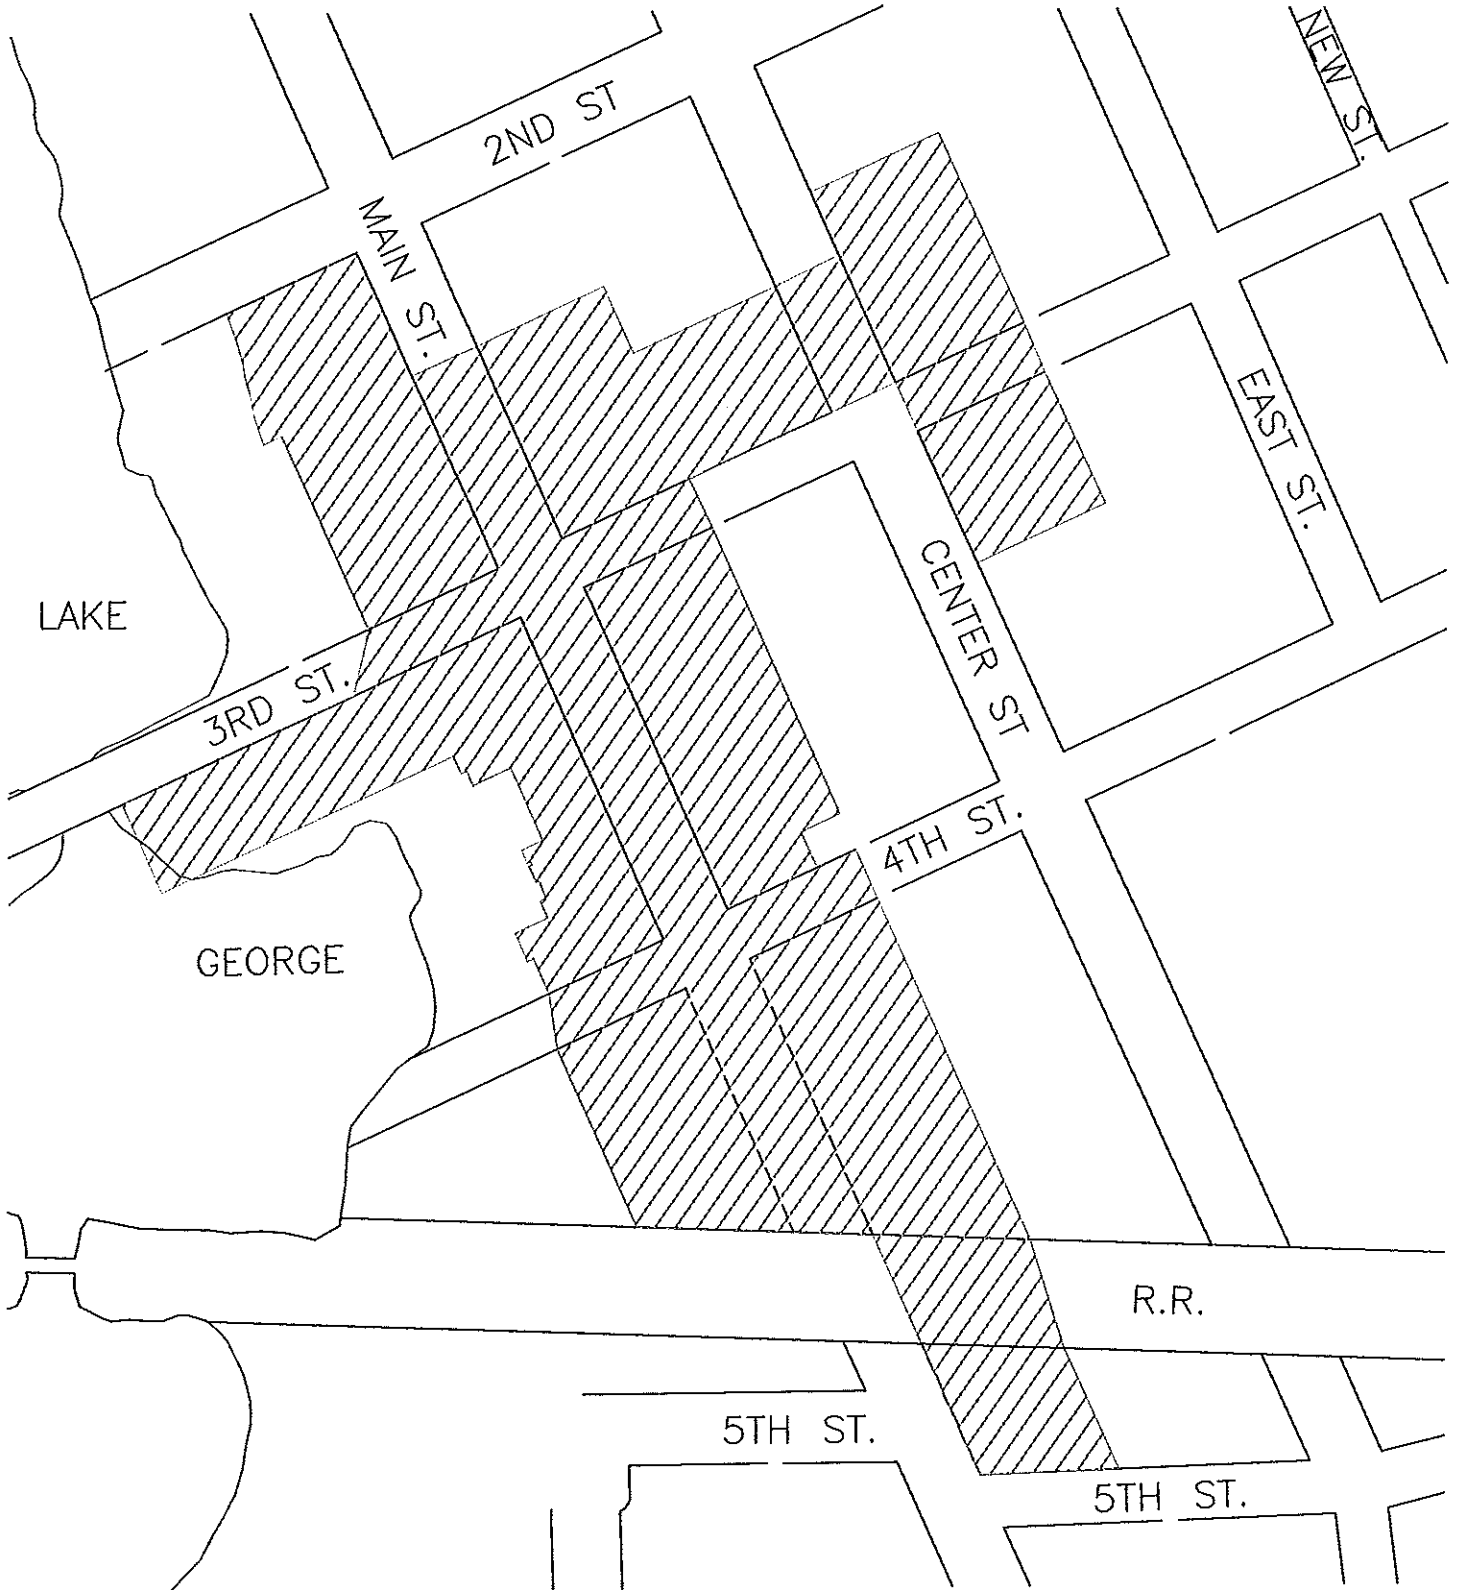 NEW ST.
2ND ST
MAIN ST.
EAST ST.
CENTER ST
LAKE
3RD ST.
4TH ST.
GEORGE
R.R.
5TH ST.
5TH ST.